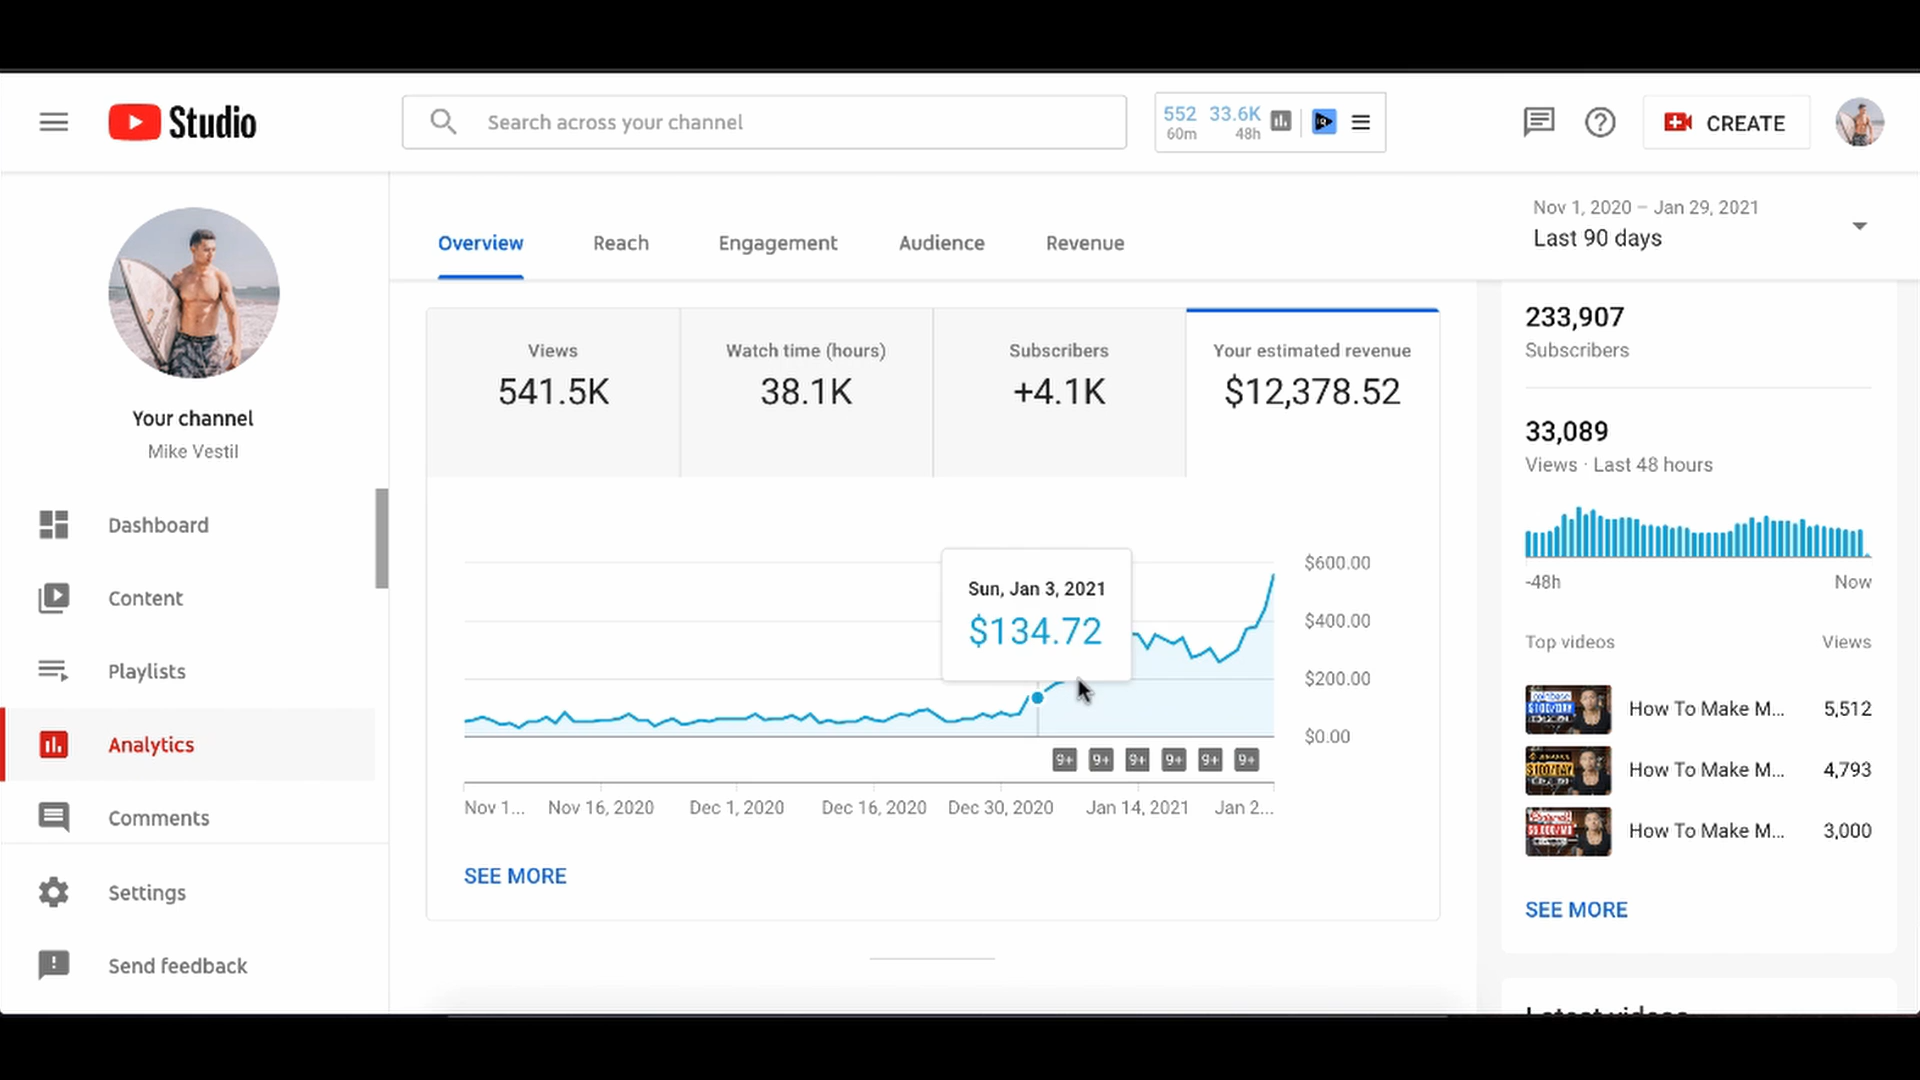 Studio
Search across your channel
552 33.6K
60m 48h
CREATE
Your channel
Mike Vestil
Dashboard
Content
Playlists
Analytics
Comments
Settings
Send feedback
Overview Reach Engagement Audience Revenue
Nov 1, 2020 – Jan 29, 2021
Last 90 days
Views
541.5K
Watch time (hours)
38.1K
Subscribers
+4.1K
Your estimated revenue
$12,378.52
Sun, Jan 3, 2021
$134.72
$600.00
$400.00
$200.00
$0.00
9+ 9+ 9+ 9+ 9+ 9+
Nov 1... Nov 16, 2020 Dec 1, 2020 Dec 16, 2020 Dec 30, 2020 Jan 14, 2021 Jan 2...
SEE MORE
233,907
Subscribers
33,089
Views · Last 48 hours
-48h Now
Top videos Views
$100/DAY
How To Make M... 5,512
$100/DAY
How To Make M... 4,793
How To Make M... 3,000
SEE MORE